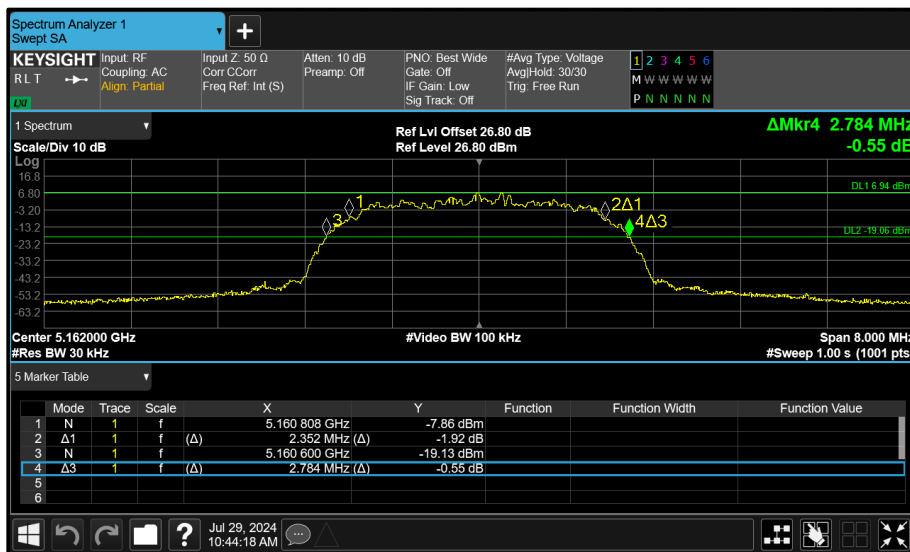 Spectrum Analyzer 1
Swept SA
+
KEYSIGHT Input: RF Input Z: 50 Ω Atten: 10 dB PNO: Best Wide #Avg Type: Voltage 1 2 3 4 5 6
R L T Coupling: AC Corr CCorr Preamp: Off Gate: Off Avg|Hold: 30/30 M W W W W W
Align: Partial Freq Ref: Int (S) IF Gain: Low Trig: Free Run
LXI Sig Track: Off P N N N N N
1 Spectrum Ref Lvl Offset 26.80 dB ΔMkr4 2.784 MHz
Scale/Div 10 dB Ref Level 26.80 dBm -0.55 dB
Log
16.8
6.80 DL1 6.94 dBm
1 2Δ1
-3.20
3 4Δ3
-13.2 DL2 -19.06 dBm
-23.2
-33.2
-43.2
-53.2
-63.2
Center 5.162000 GHz #Video BW 100 kHz Span 8.000 MHz
#Res BW 30 kHz #Sweep 1.00 s (1001 pts
5 Marker Table
Mode Trace Scale X Y Function Function Width Function Value
1 N 1 f 5.160 808 GHz -7.86 dBm
2 Δ1 1 f (Δ) 2.352 MHz (Δ) -1.92 dB
3 N 1 f 5.160 600 GHz -19.13 dBm
4 Δ3 1 f (Δ) 2.784 MHz (Δ) -0.55 dB
5
6
? Jul 29, 2024
10:44:18 AM